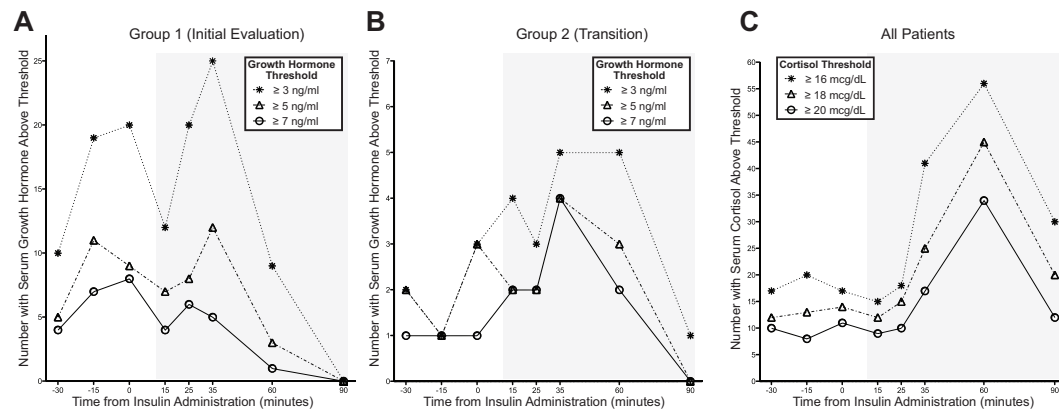 A
Group 1 (Initial Evaluation)
Number with Serum Growth Hormone Above Threshold
25
20
15
10
5
0
Growth Hormone
Threshold
≥ 3 ng/ml
≥ 5 ng/ml
≥ 7 ng/ml
-30 -15 0 15 25 35 60 90
Time from Insulin Administration (minutes)
B
Group 2 (Transition)
Number with Serum Growth Hormone Above Threshold
7
6
5
4
3
2
1
0
Growth Hormone
Threshold
≥ 3 ng/ml
≥ 5 ng/ml
≥ 7 ng/ml
-30 -15 0 15 25 35 60 90
Time from Insulin Administration (minutes)
C
All Patients
Number with Serum Cortisol Above Threshold
60
55
50
45
40
35
30
25
20
15
10
5
0
Cortisol Threshold
≥ 16 mcg/dL
≥ 18 mcg/dL
≥ 20 mcg/dL
-30 -15 0 15 25 35 60 90
Time from Insulin Administration (minutes)